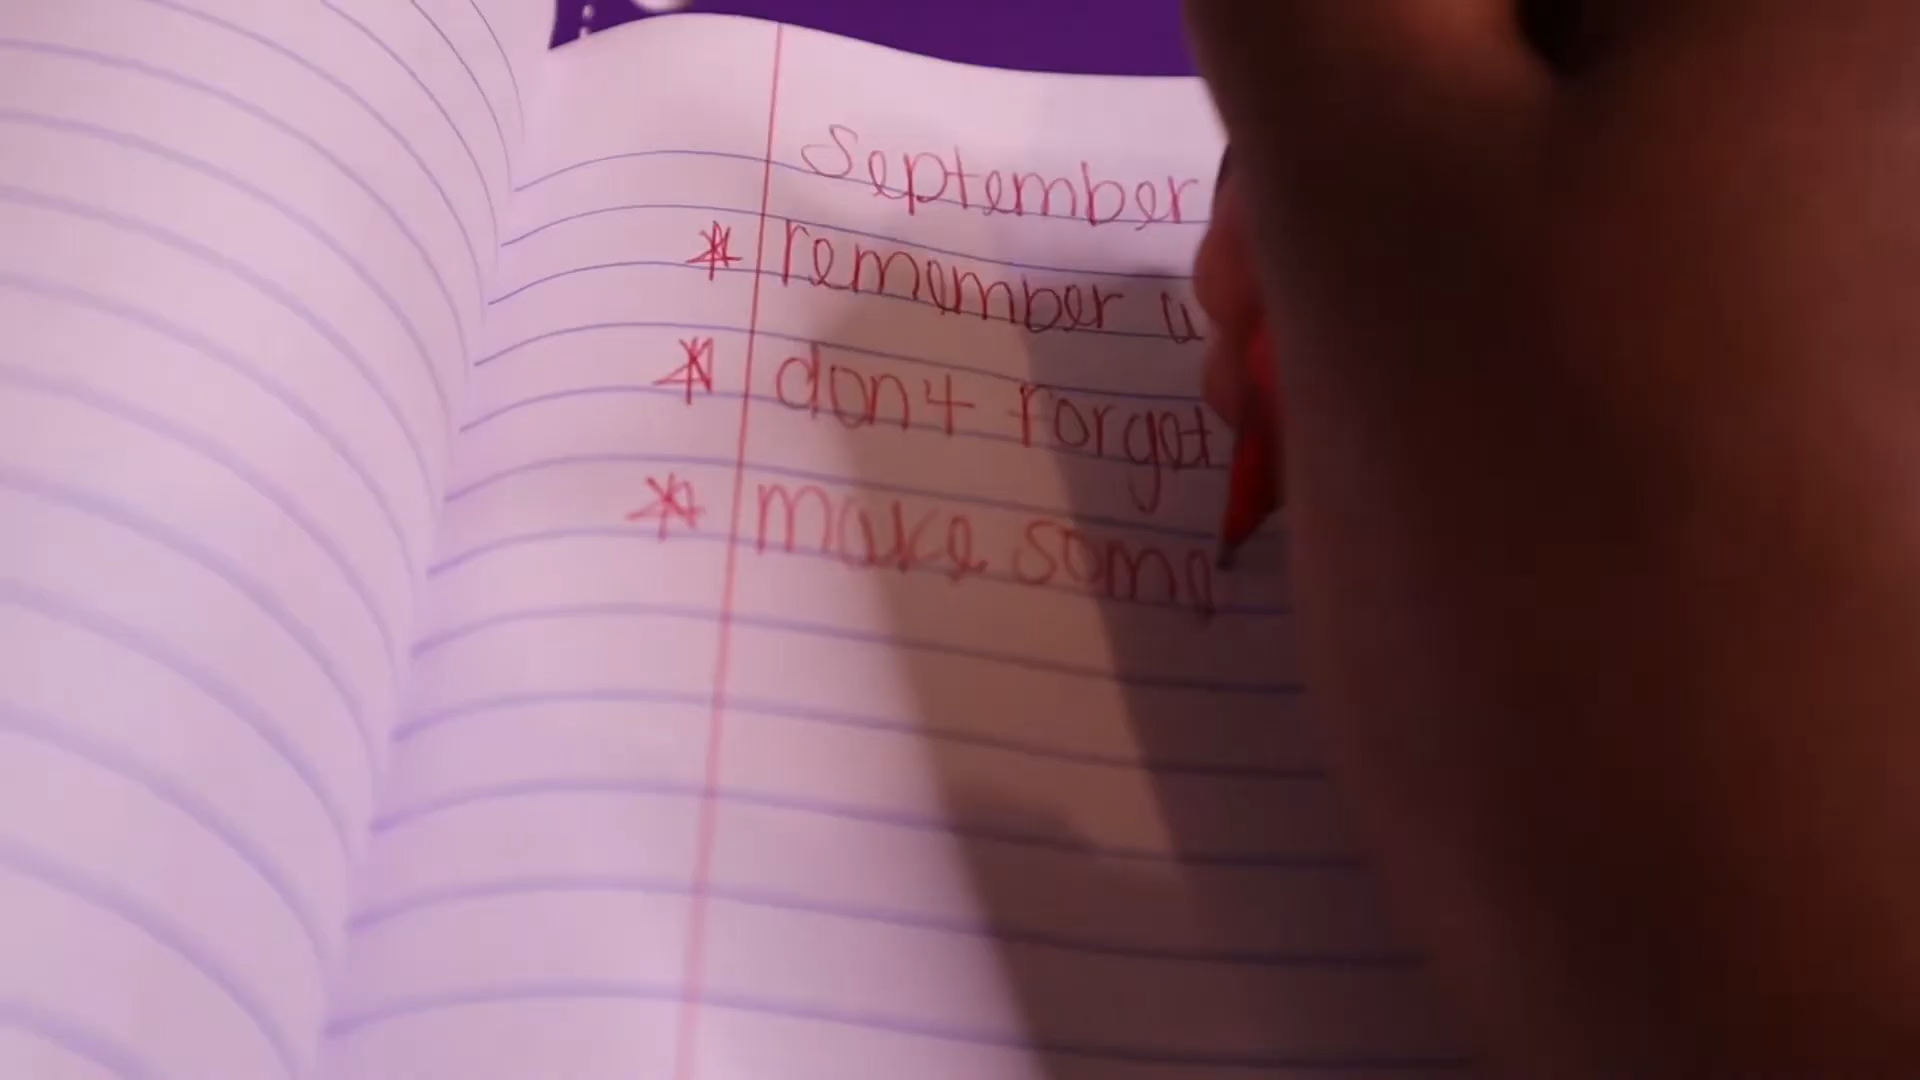 September
* remember u
* don't forget
* make some